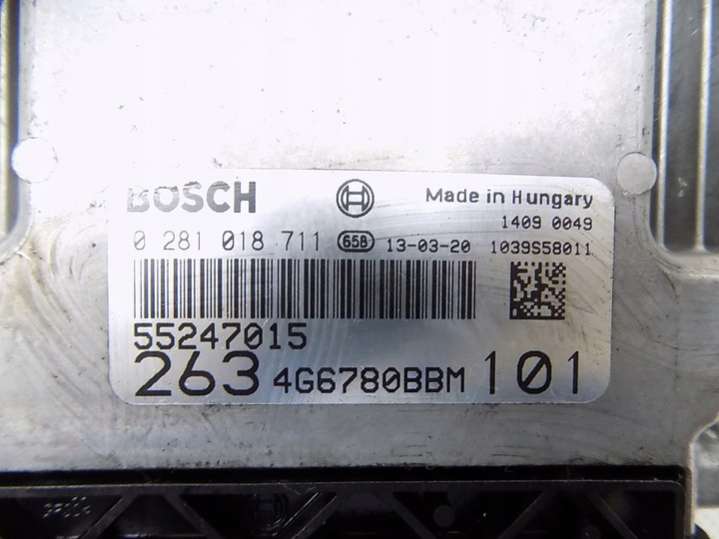 BOSCH Made in Hungary
1409 0049
0 281 018 711 658 13-03-20 1039S58011
55247015
263 4G6780BBM 101